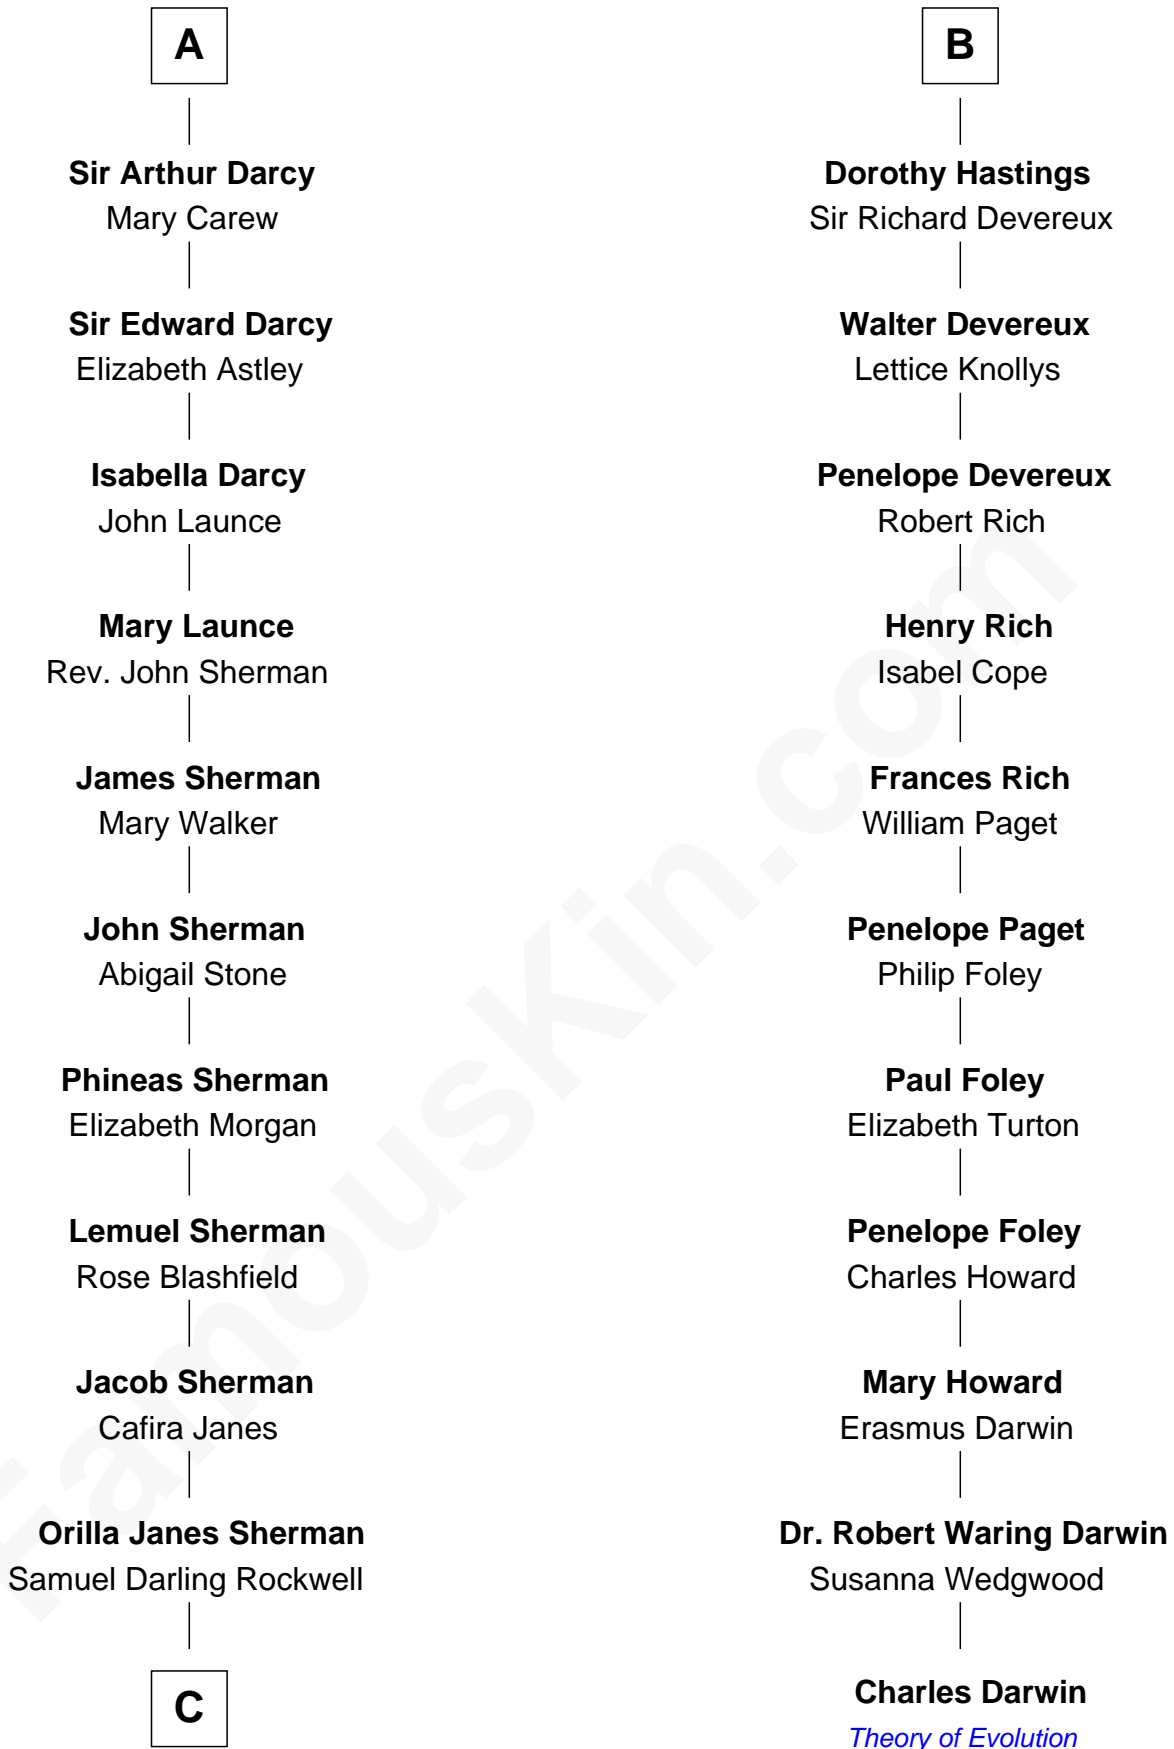 A
Sir Arthur Darcy
Mary Carew
Sir Edward Darcy
Elizabeth Astley
Isabella Darcy
John Launce
Mary Launce
Rev. John Sherman
James Sherman
Mary Walker
John Sherman
Abigail Stone
Phineas Sherman
Elizabeth Morgan
Lemuel Sherman
Rose Blashfield
Jacob Sherman
Cafira Janes
Orilla Janes Sherman
Samuel Darling Rockwell
C
B
Dorothy Hastings
Sir Richard Devereux
Walter Devereux
Lettice Knollys
Penelope Devereux
Robert Rich
Henry Rich
Isabel Cope
Frances Rich
William Paget
Penelope Paget
Philip Foley
Paul Foley
Elizabeth Turton
Penelope Foley
Charles Howard
Mary Howard
Erasmus Darwin
Dr. Robert Waring Darwin
Susanna Wedgwood
Charles Darwin
Theory of Evolution
FamousKin.com